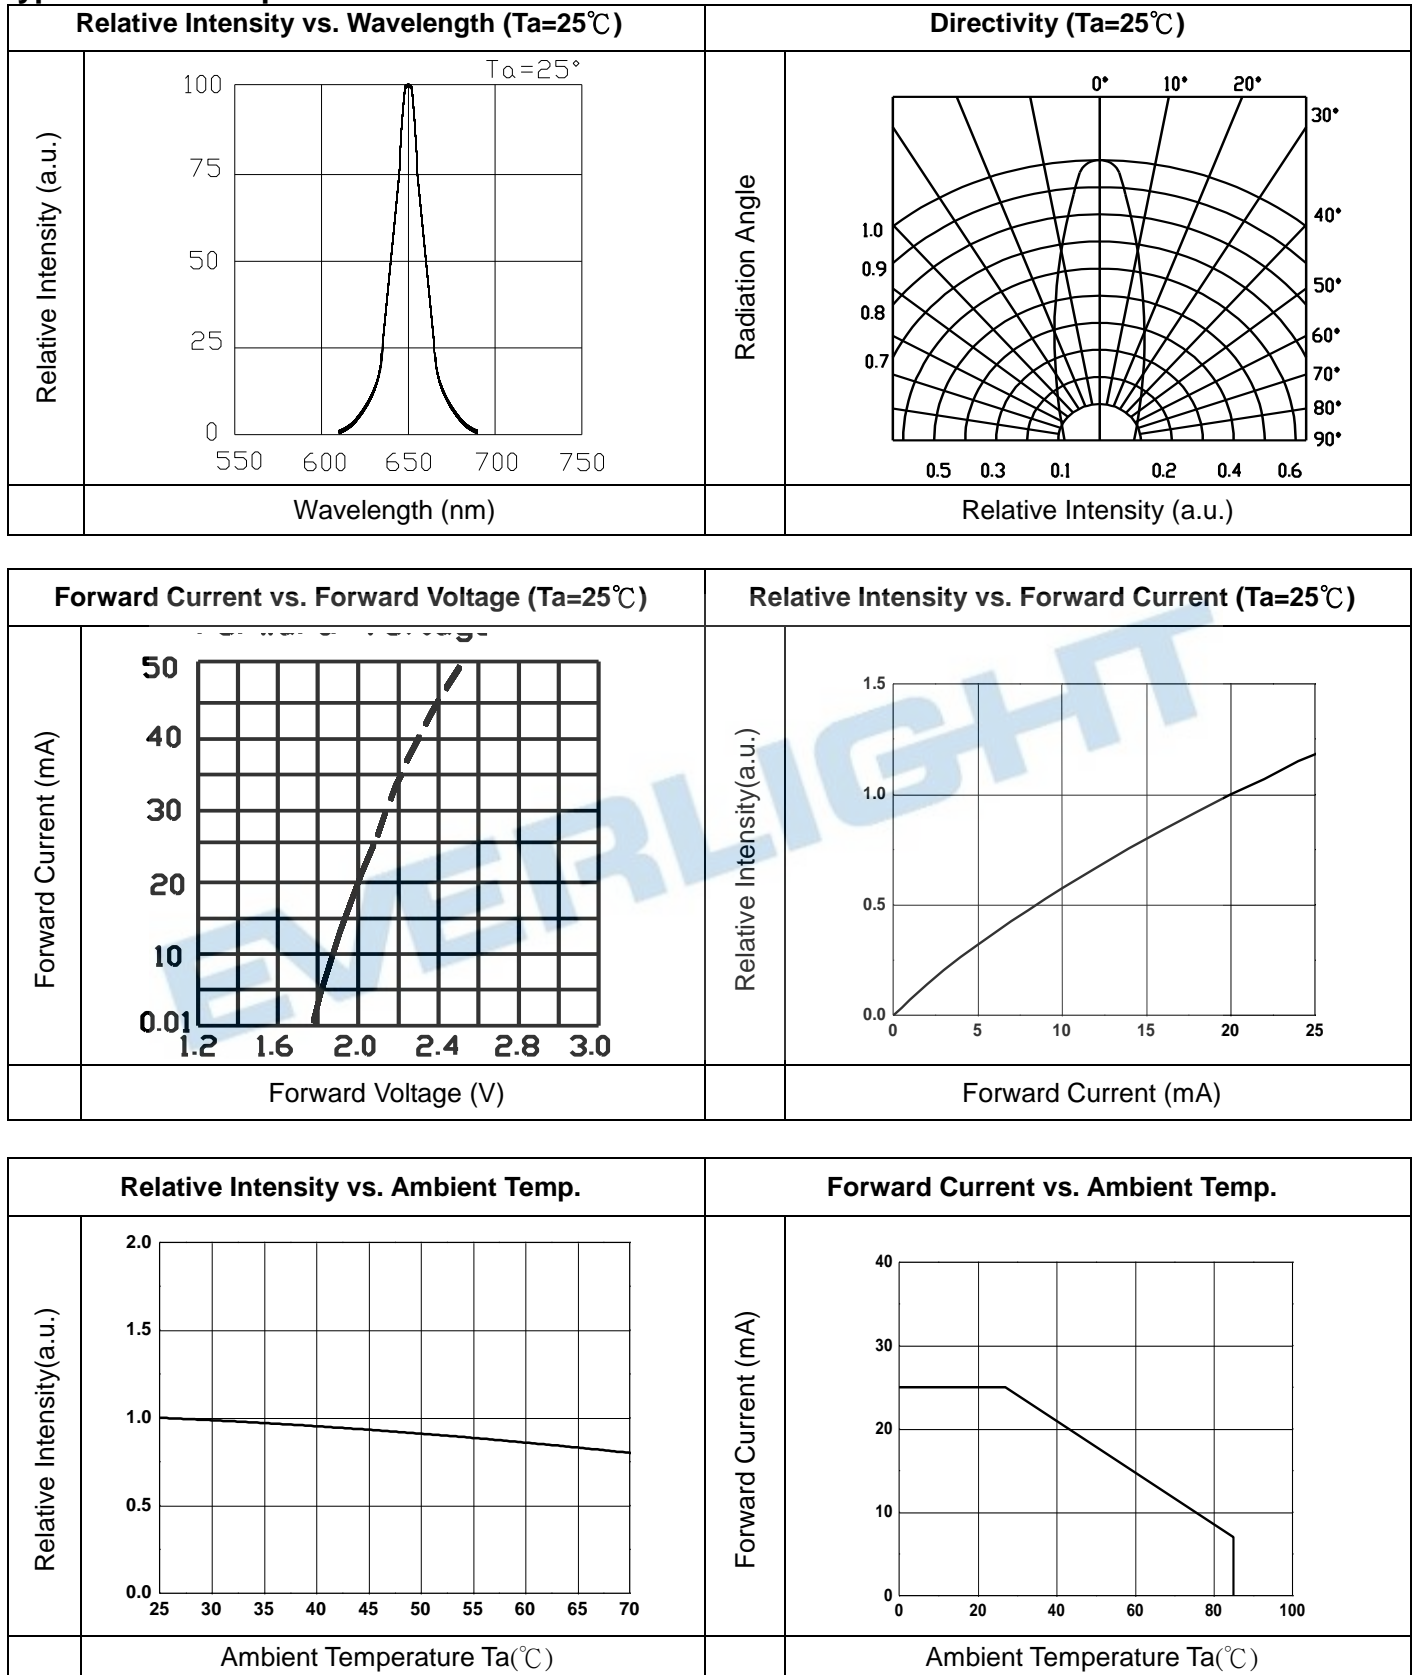 Relative Intensity vs. Wavelength (Ta=25℃)
Directivity (Ta=25℃)
Relative Intensity (a.u.)
Ta=25°
100
75
50
25
0
550 600 650 700 750
Wavelength (nm)
Radiation Angle
0° 10° 20°
30°
40°
50°
60°
70°
80°
90°
1.0
0.9
0.8
0.7
0.5 0.3 0.1 0.2 0.4 0.6
Relative Intensity (a.u.)
Forward Current vs. Forward Voltage (Ta=25℃)
Relative Intensity vs. Forward Current (Ta=25℃)
Forward Current (mA)
50
40
30
20
10
0.01
1.2 1.6 2.0 2.4 2.8 3.0
Forward Voltage (V)
Relative Intensity(a.u.)
1.5
1.0
0.5
0.0
0 5 10 15 20 25
Forward Current (mA)
EVERLIGHT
Relative Intensity vs. Ambient Temp.
Forward Current vs. Ambient Temp.
Relative Intensity(a.u.)
2.0
1.5
1.0
0.5
0.0
25 30 35 40 45 50 55 60 65 70
Ambient Temperature Ta(℃)
Forward Current (mA)
40
30
20
10
0
0 20 40 60 80 100
Ambient Temperature Ta(℃)